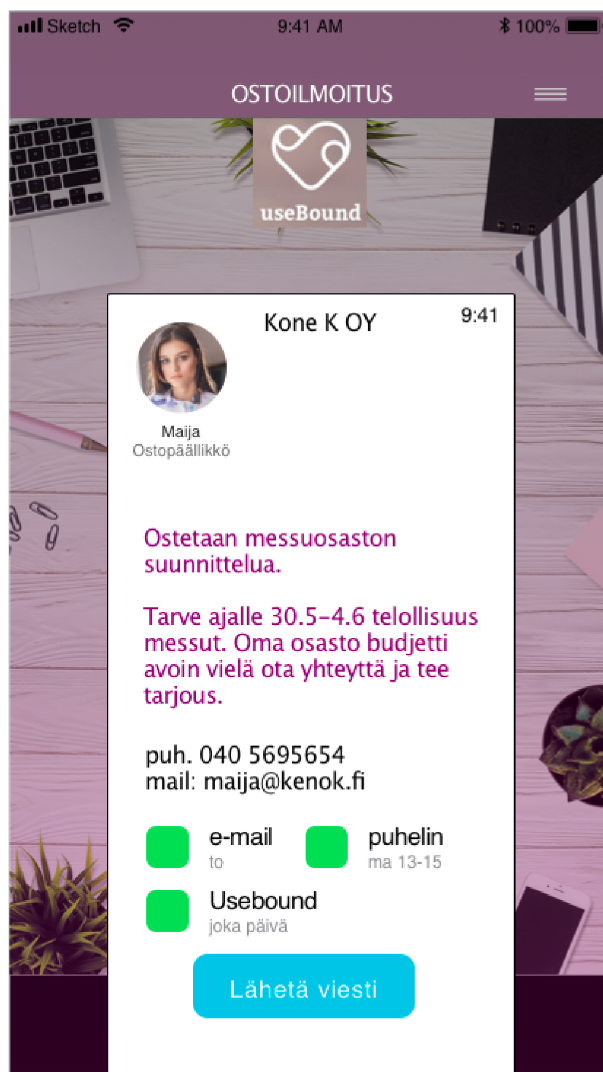 Sketch 9:41 AM 100%
OSTOILMOITUS
useBound
Kone K OY 9:41
Maija
Ostopäällikkö
Ostetaan messuosaston
suunnittelua.
Tarve ajalle 30.5-4.6 telollisuus
messut. Oma osasto budjetti
avoin vielä ota yhteyttä ja tee
tarjous.
puh. 040 5695654
mail: maija@kenok.fi
e-mail puhelin
to ma 13-15
Usebound
joka päivä
Lähetä viesti